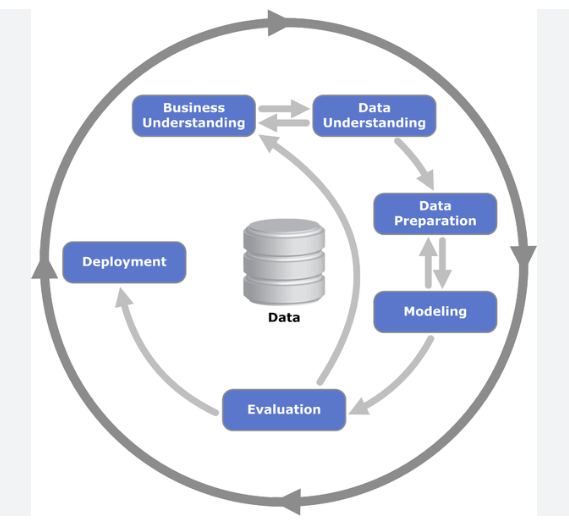 Business
Understanding
Data
Understanding
Data
Preparation
Deployment
Data
Modeling
Evaluation